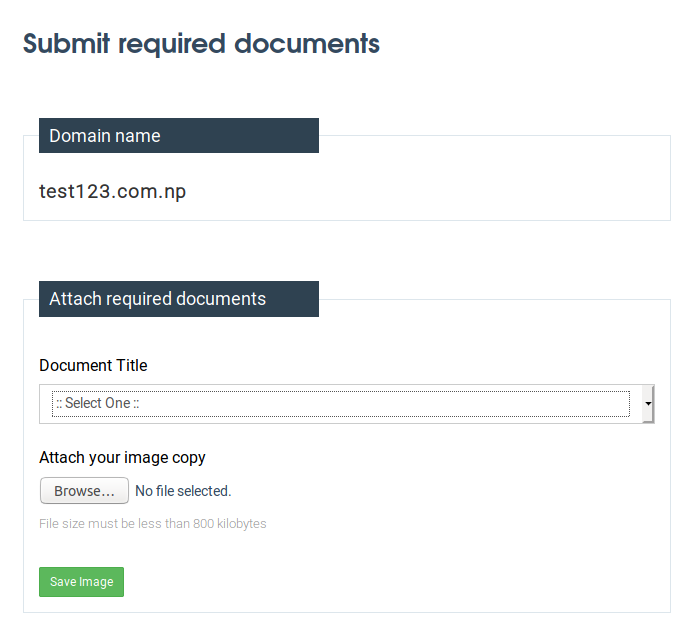 Submit required documents
Domain name
test123.com.np
Attach required documents
Document Title
:: Select One ::
Attach your image copy
Browse... No file selected.
File size must be less than 800 kilobytes
Save Image